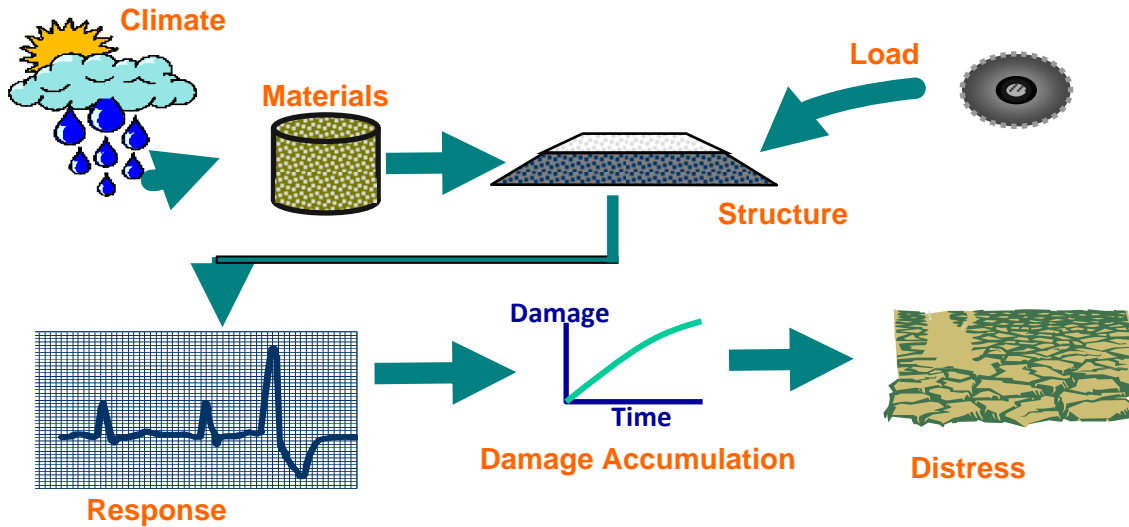 Climate
Load
Materials
Structure
Damage
Time
Damage Accumulation
Distress
Response